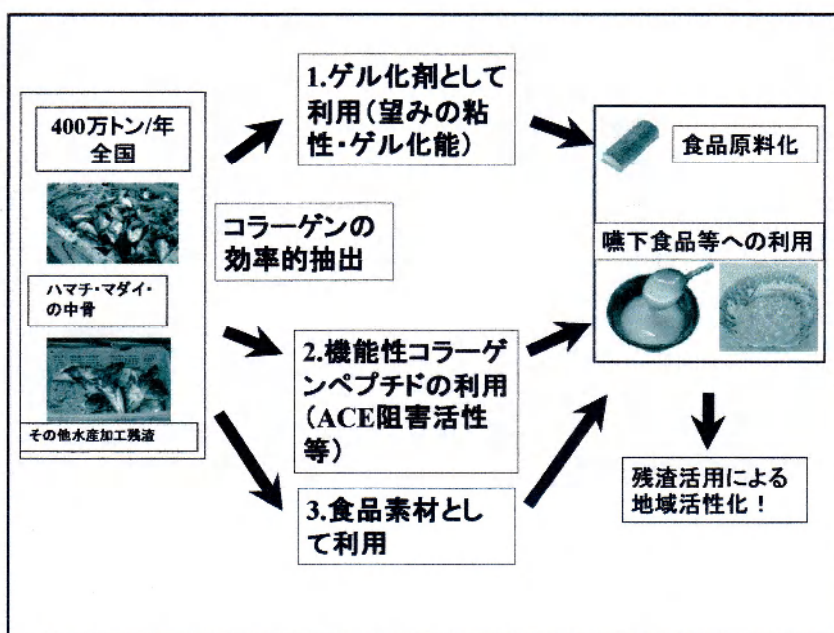 400万トン/年
全国
ハマチ・マダイ・
の中骨
その他水産加工残渣
コラーゲンの
効率的抽出
1.ゲル化剤として
利用(望みの粘
性・ゲル化能)
2.機能性コラーゲ
ンペプチドの利用
(ACE阻害活性
等)
3.食品素材とし
て利用
食品原料化
嚥下食品等への利用
残渣活用による
地域活性化！